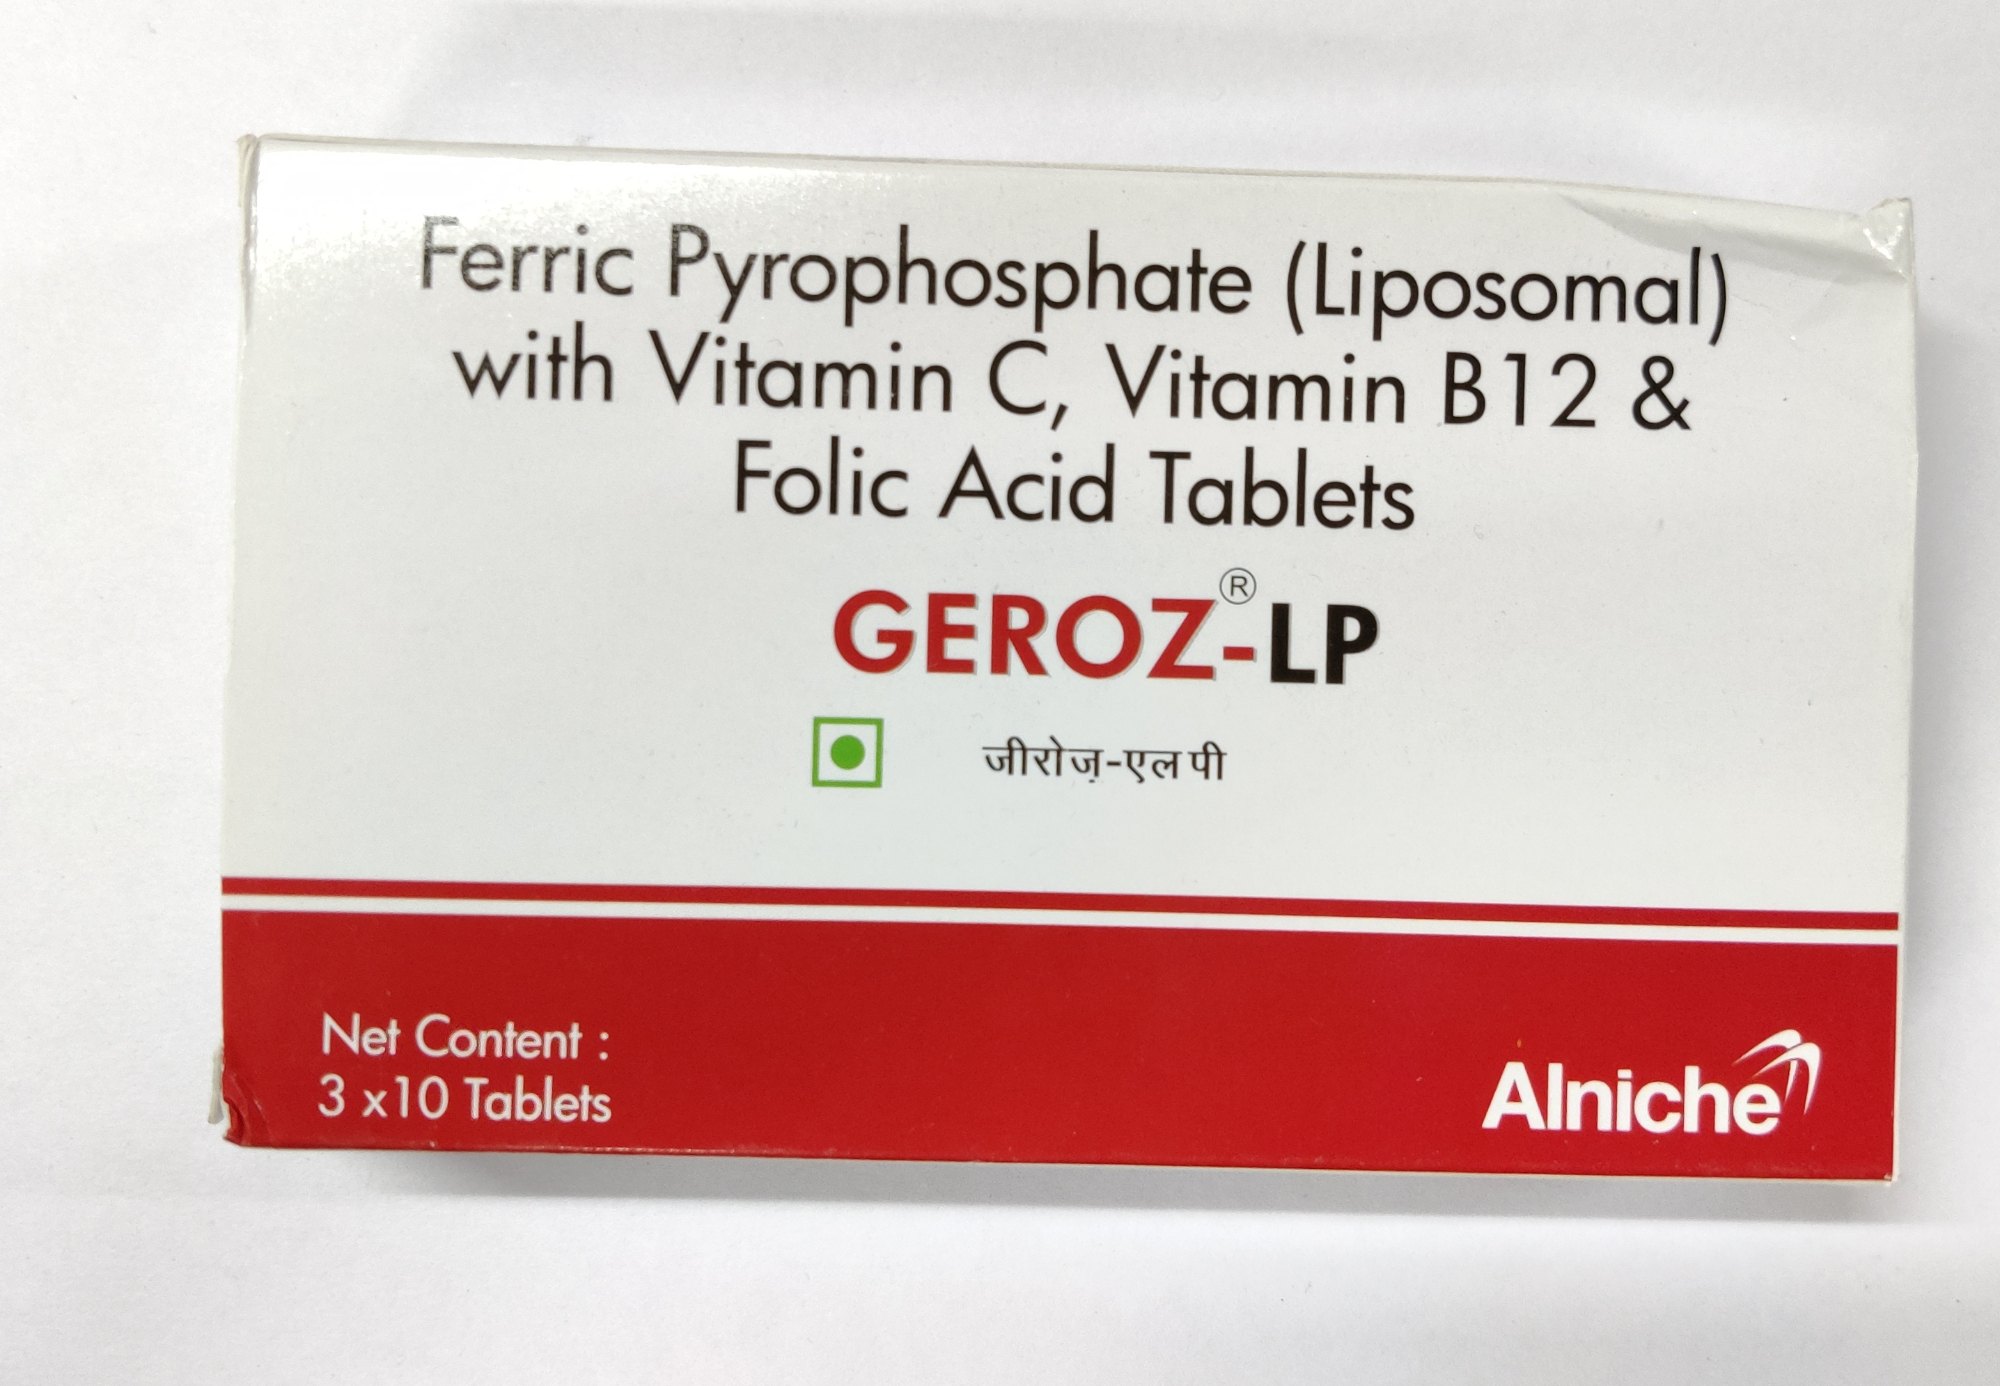 Ferric Pyrophosphate (Liposomal)
with Vitamin C, Vitamin B12 &
Folic Acid Tablets
GEROZ®-LP
जीरोज़-एल पी
Net Content :
3 x10 Tablets
Alniche